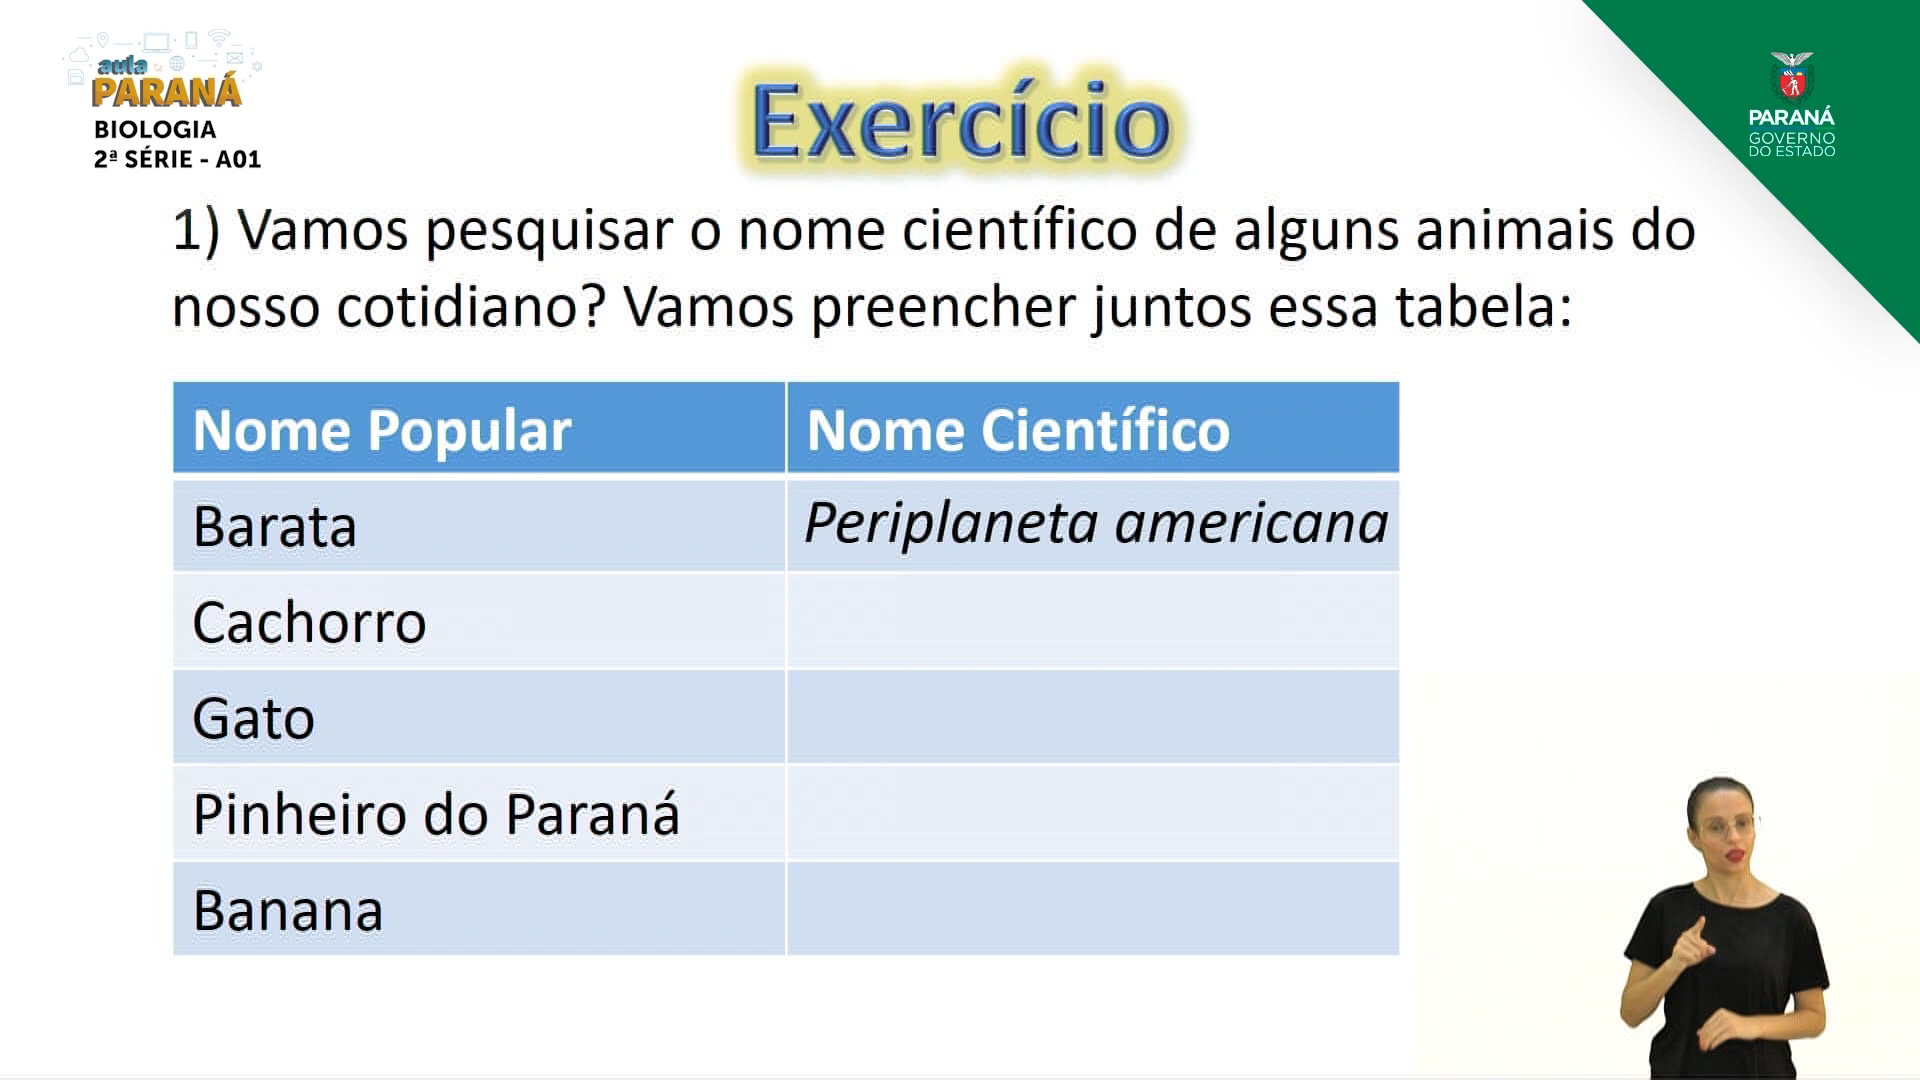 aula
PARANÁ
BIOLOGIA
2ª SÉRIE - A01
Exercício
PARANÁ
GOVERNO
DO ESTADO
1) Vamos pesquisar o nome científico de alguns animais do
nosso cotidiano? Vamos preencher juntos essa tabela:
Nome Popular Nome Científico
Barata Periplaneta americana
Cachorro
Gato
Pinheiro do Paraná
Banana